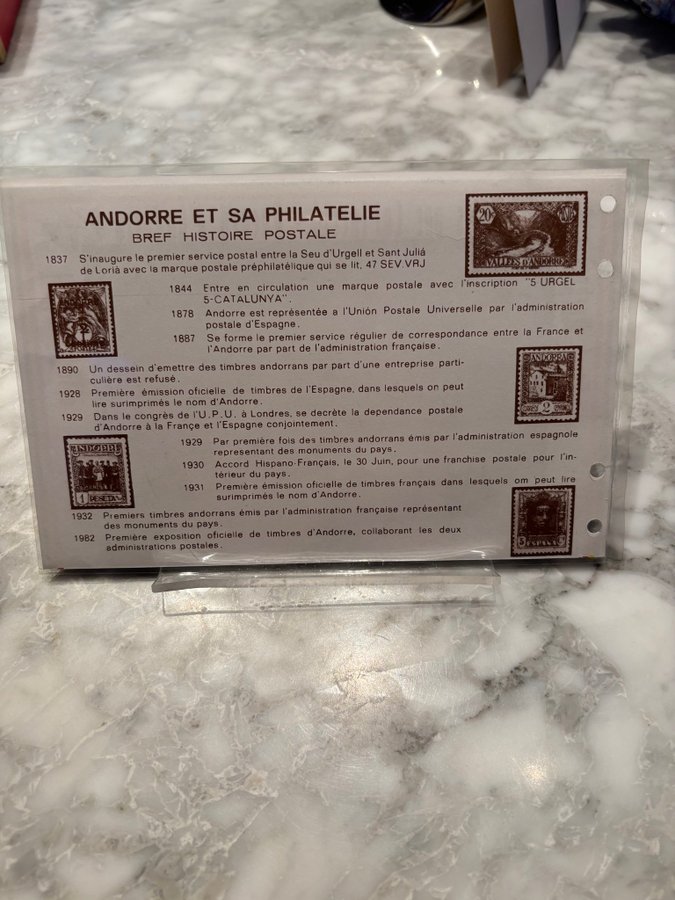 ANDORRE ET SA PHILATELIE
BREF HISTOIRE POSTALE
20c
VALLÉES D'ANDORRE
1837 S'inaugure le premier service postal entre la Seu d'Urgell et Sant Juliá
de Lorià avec la marque postale préphilatélique qui se lit, 47 SEV.VRJ
1844 Entre en circulation une marque postale avec l'inscription "5 URGEL
5-CATALUNYA".
1878 Andorre est représentée a l'Unión Postale Universelle par l'administration
postale d'Espagne.
1887 Se forme le premier service régulier de correspondance entre la France et
l'Andorre par part de l'administration française.
1890 Un dessein d'emettre des timbres andorrans par part d'une entreprise parti-
culière est refusé.
1928 Première émission oficielle de timbres de l'Espagne, dans lesquels on peut
lire surimprimés le nom d'Andorre.
1929 Dans le congrès de l'U.P.U. à Londres, se decrète la dependance postale
d'Andorre à la Françe et l'Espagne conjointement.
ANDORRA
2
ANDORRE
1 PESETA
1929 Par première fois des timbres andorrans émis par l'administration espagnole
representant des monuments du pays.
1930 Accord Hispano-Français, le 30 Juin, pour une franchise postale pour l'in-
térieur du pays.
1931 Première émission oficielle de timbres français dans lesquels om peut lire
surimprimés le nom d'Andorre.
1932 Premiers timbres andorrans émis par l'administration française représentant
des monuments du pays.
1982 Première exposition oficielle de timbres d'Andorre, collaborant les deux
administrations postales.
5